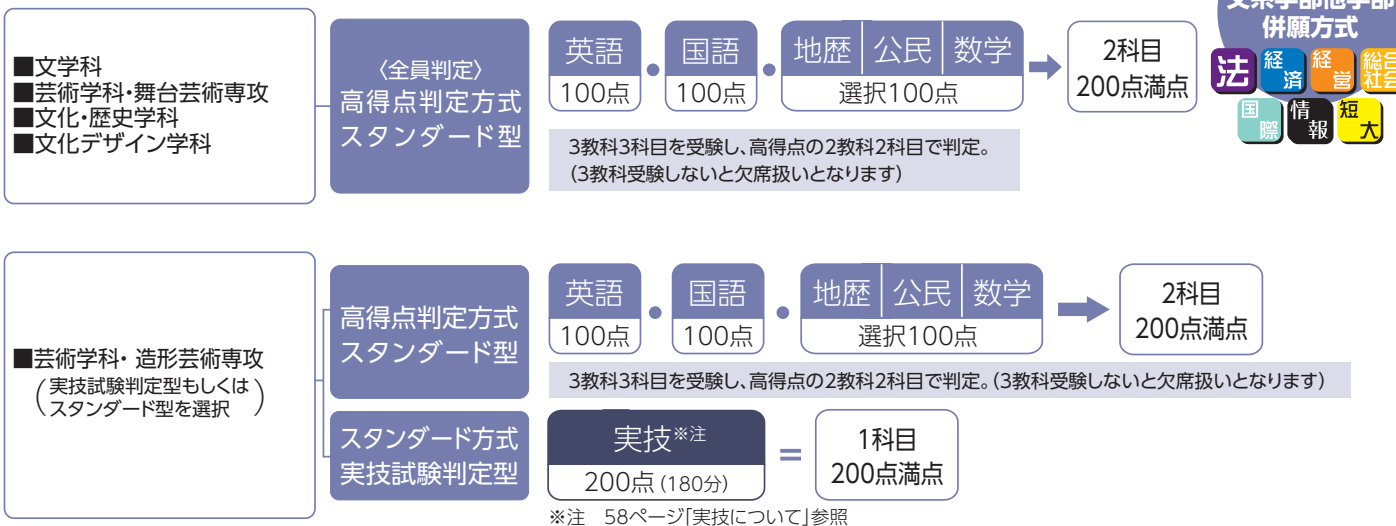 併願方式
法 経済 経営 総合社会
国際 情報 短大
■文学科
■芸術学科・舞台芸術専攻
■文化・歴史学科
■文化デザイン学科
〈全員判定〉
高得点判定方式
スタンダード型
英語・国語・地歴 公民 数学
100点 100点 選択100点
2科目
200点満点
3教科3科目を受験し、高得点の2教科2科目で判定。
(3教科受験しないと欠席扱いとなります)
■芸術学科・造形芸術専攻
(実技試験判定型もしくは
スタンダード型を選択)
高得点判定方式
スタンダード型
英語・国語・地歴 公民 数学
100点 100点 選択100点
2科目
200点満点
3教科3科目を受験し、高得点の2教科2科目で判定。(3教科受験しないと欠席扱いとなります)
スタンダード方式
実技試験判定型
実技※注
200点(180分)
=
1科目
200点満点
※注 58ページ「実技について」参照